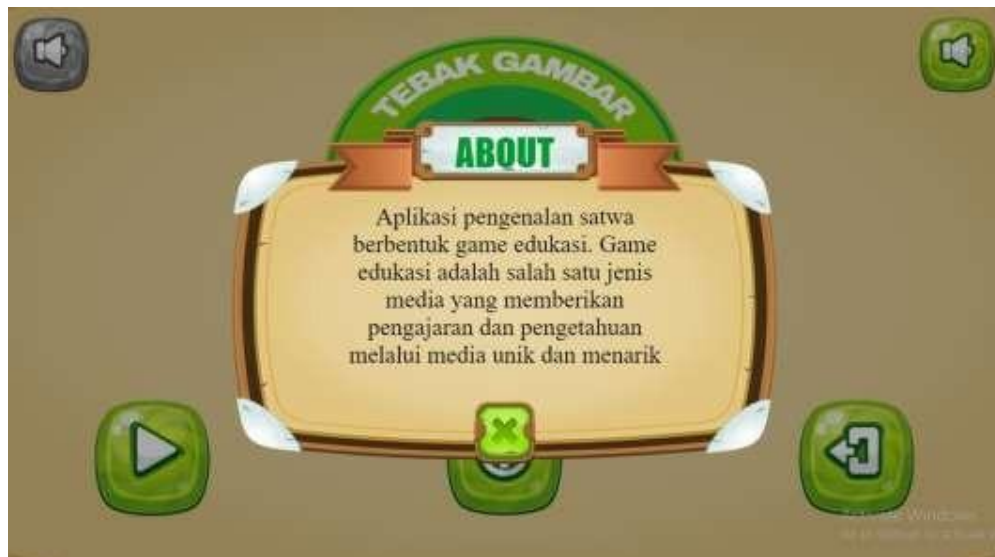 TEBAK GAMBAR
ABOUT
Aplikasi pengenalan satwa
berbentuk game edukasi. Game
edukasi adalah salah satu jenis
media yang memberikan
pengajaran dan pengetahuan
melalui media unik dan menarik
Activate Windows